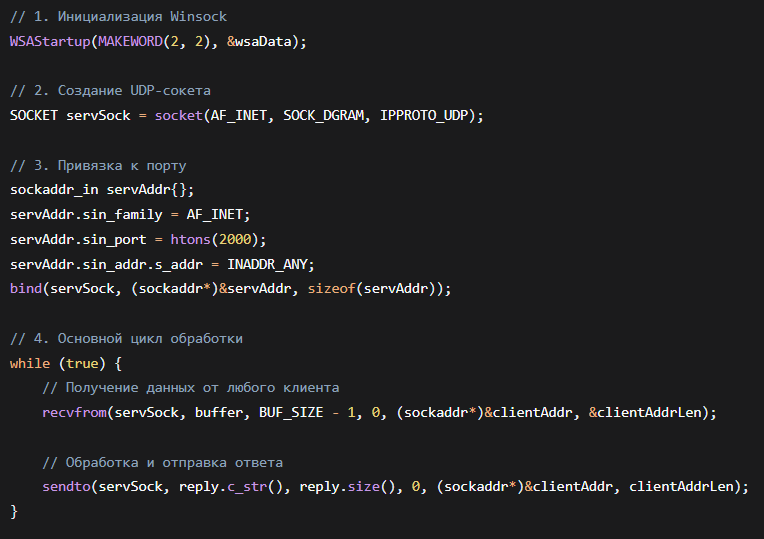 // 1. Инициализация Winsock
WSAStartup(MAKEWORD(2, 2), &wsaData);
// 2. Создание UDP-сокета
SOCKET servSock = socket(AF_INET, SOCK_DGRAM, IPPROTO_UDP);
// 3. Привязка к порту
sockaddr_in servAddr{};
servAddr.sin_family = AF_INET;
servAddr.sin_port = htons(2000);
servAddr.sin_addr.s_addr = INADDR_ANY;
bind(servSock, (sockaddr*)&servAddr, sizeof(servAddr));
// 4. Основной цикл обработки
while (true) {
    // Получение данных от любого клиента
    recvfrom(servSock, buffer, BUF_SIZE - 1, 0, (sockaddr*)&clientAddr, &clientAddrLen);
    // Обработка и отправка ответа
    sendto(servSock, reply.c_str(), reply.size(), 0, (sockaddr*)&clientAddr, clientAddrLen);
}